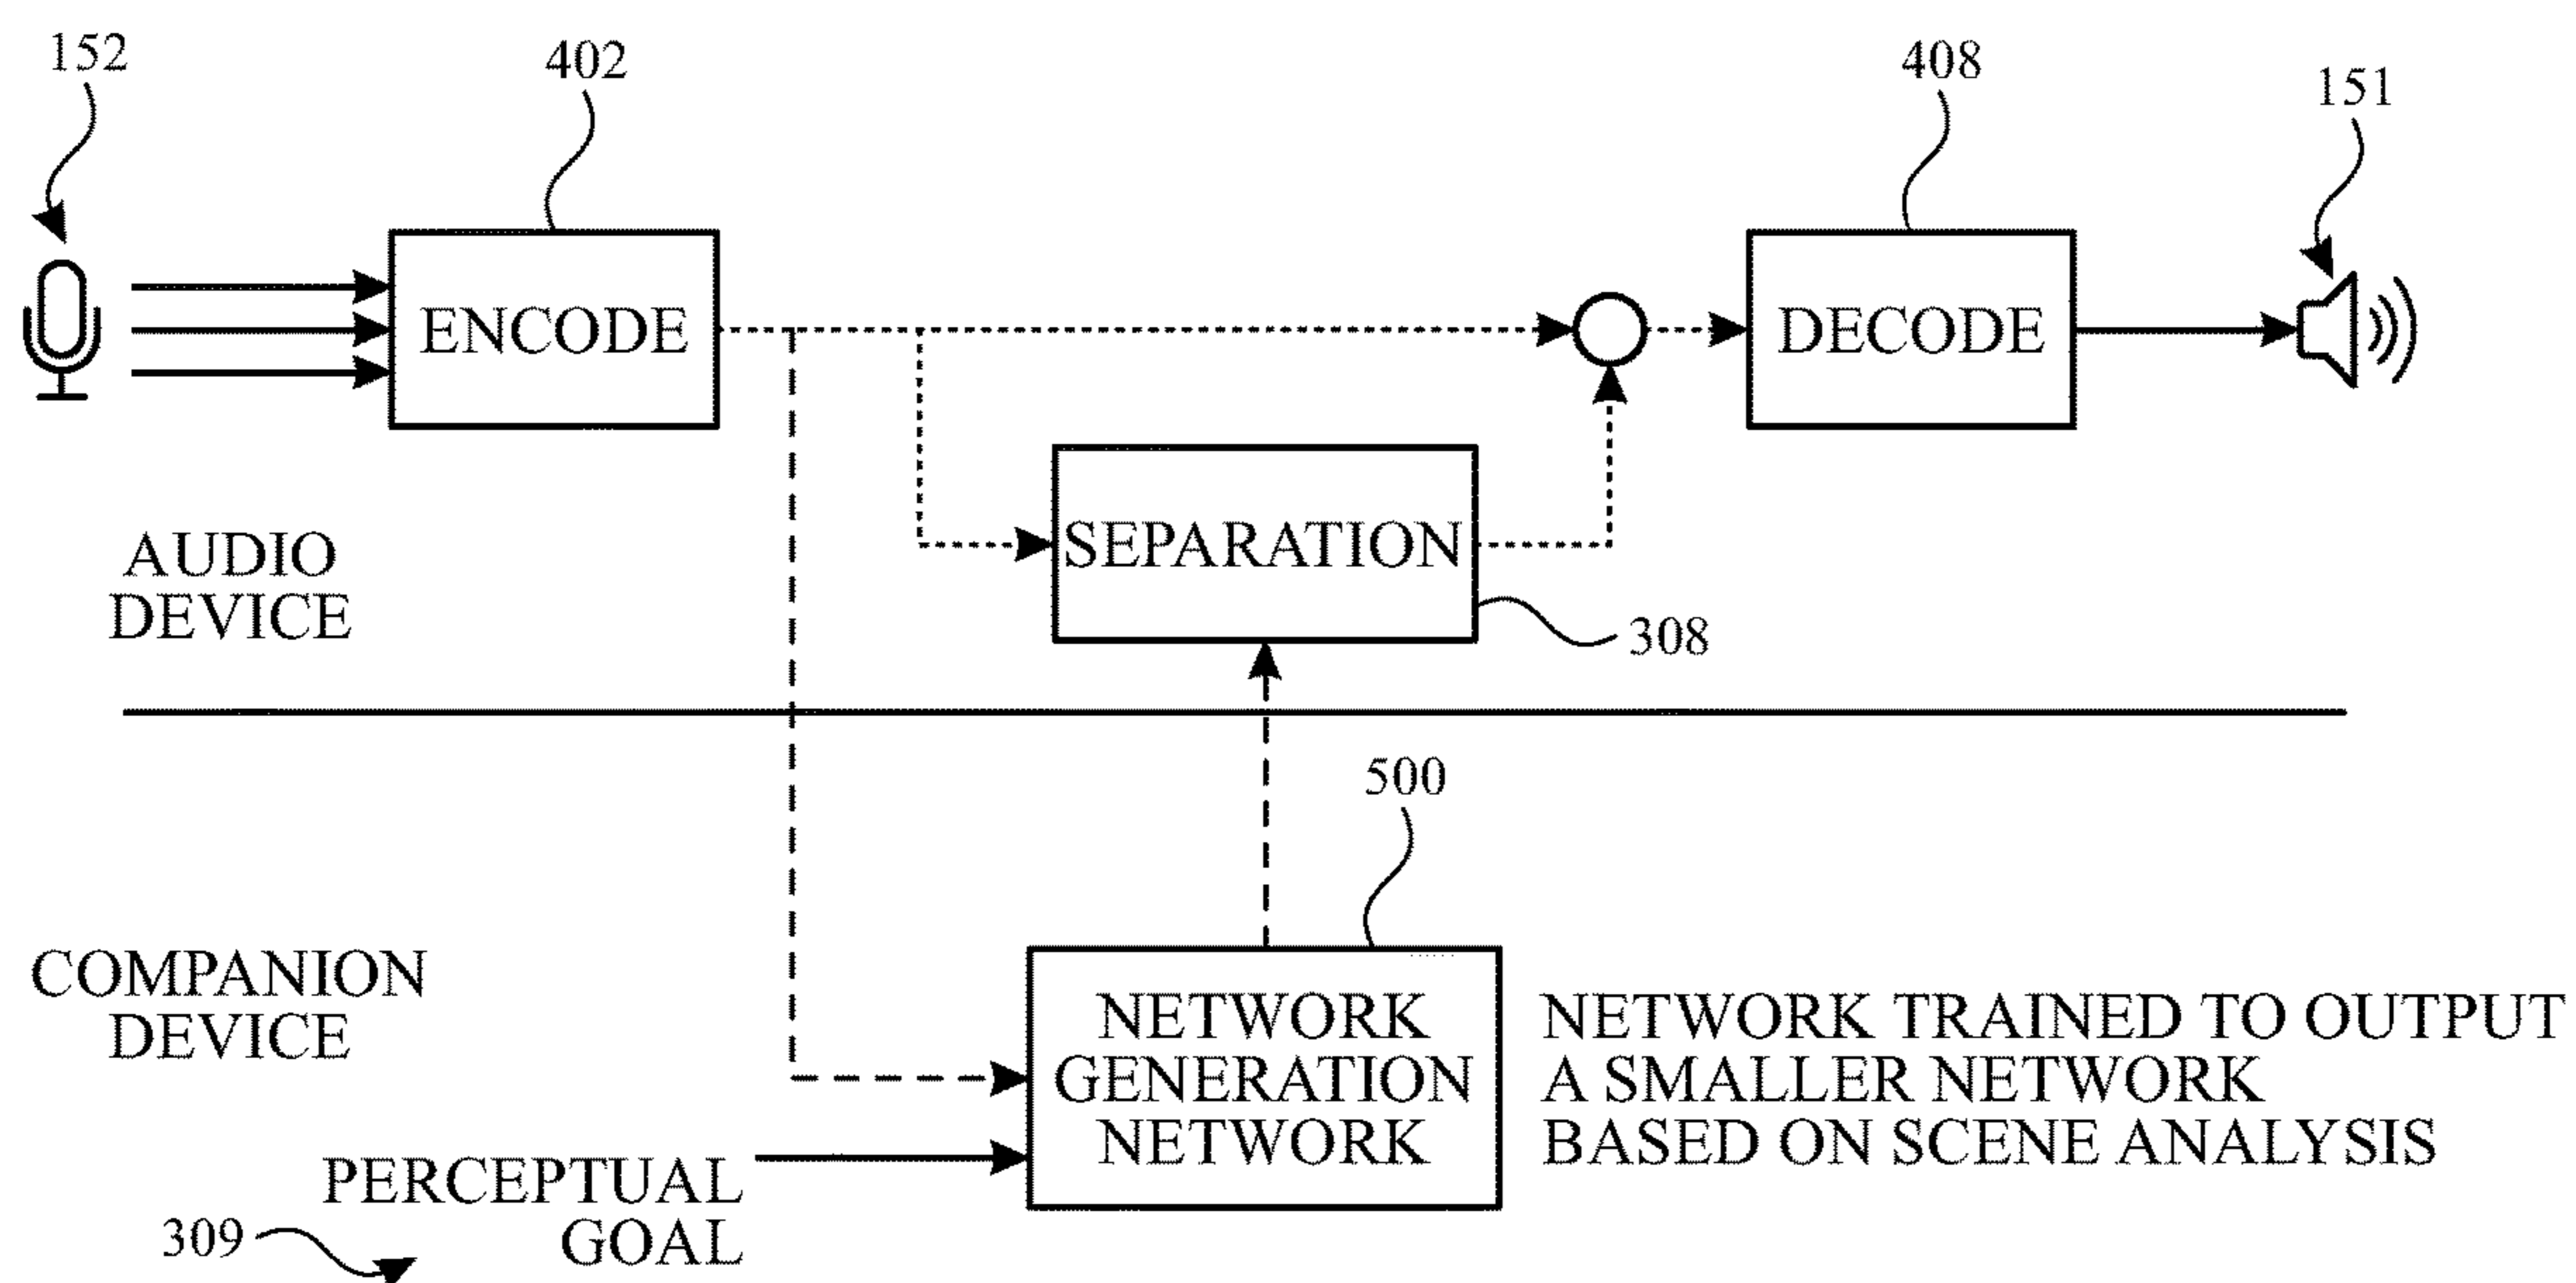 152
402
408
151
ENCODE
DECODE
AUDIO
DEVICE
SEPARATION
308
500
COMPANION
DEVICE
NETWORK
GENERATION
NETWORK
NETWORK TRAINED TO OUTPUT
A SMALLER NETWORK
BASED ON SCENE ANALYSIS
PERCEPTUAL
GOAL
309